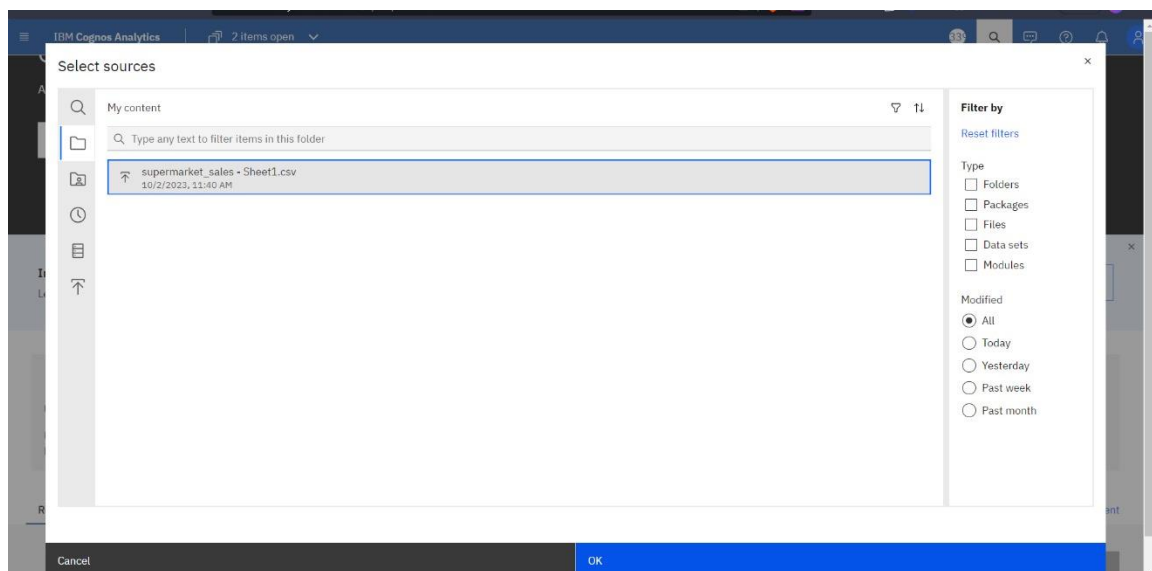 IBM Cognos Analytics
2 items open
Select sources
My content
Type any text to filter items in this folder
supermarket_sales - Sheet1.csv
10/2/2023, 11:40 AM
Filter by
Reset filters
Type
Folders
Packages
Files
Data sets
Modules
Modified
All
Today
Yesterday
Past week
Past month
Cancel
OK